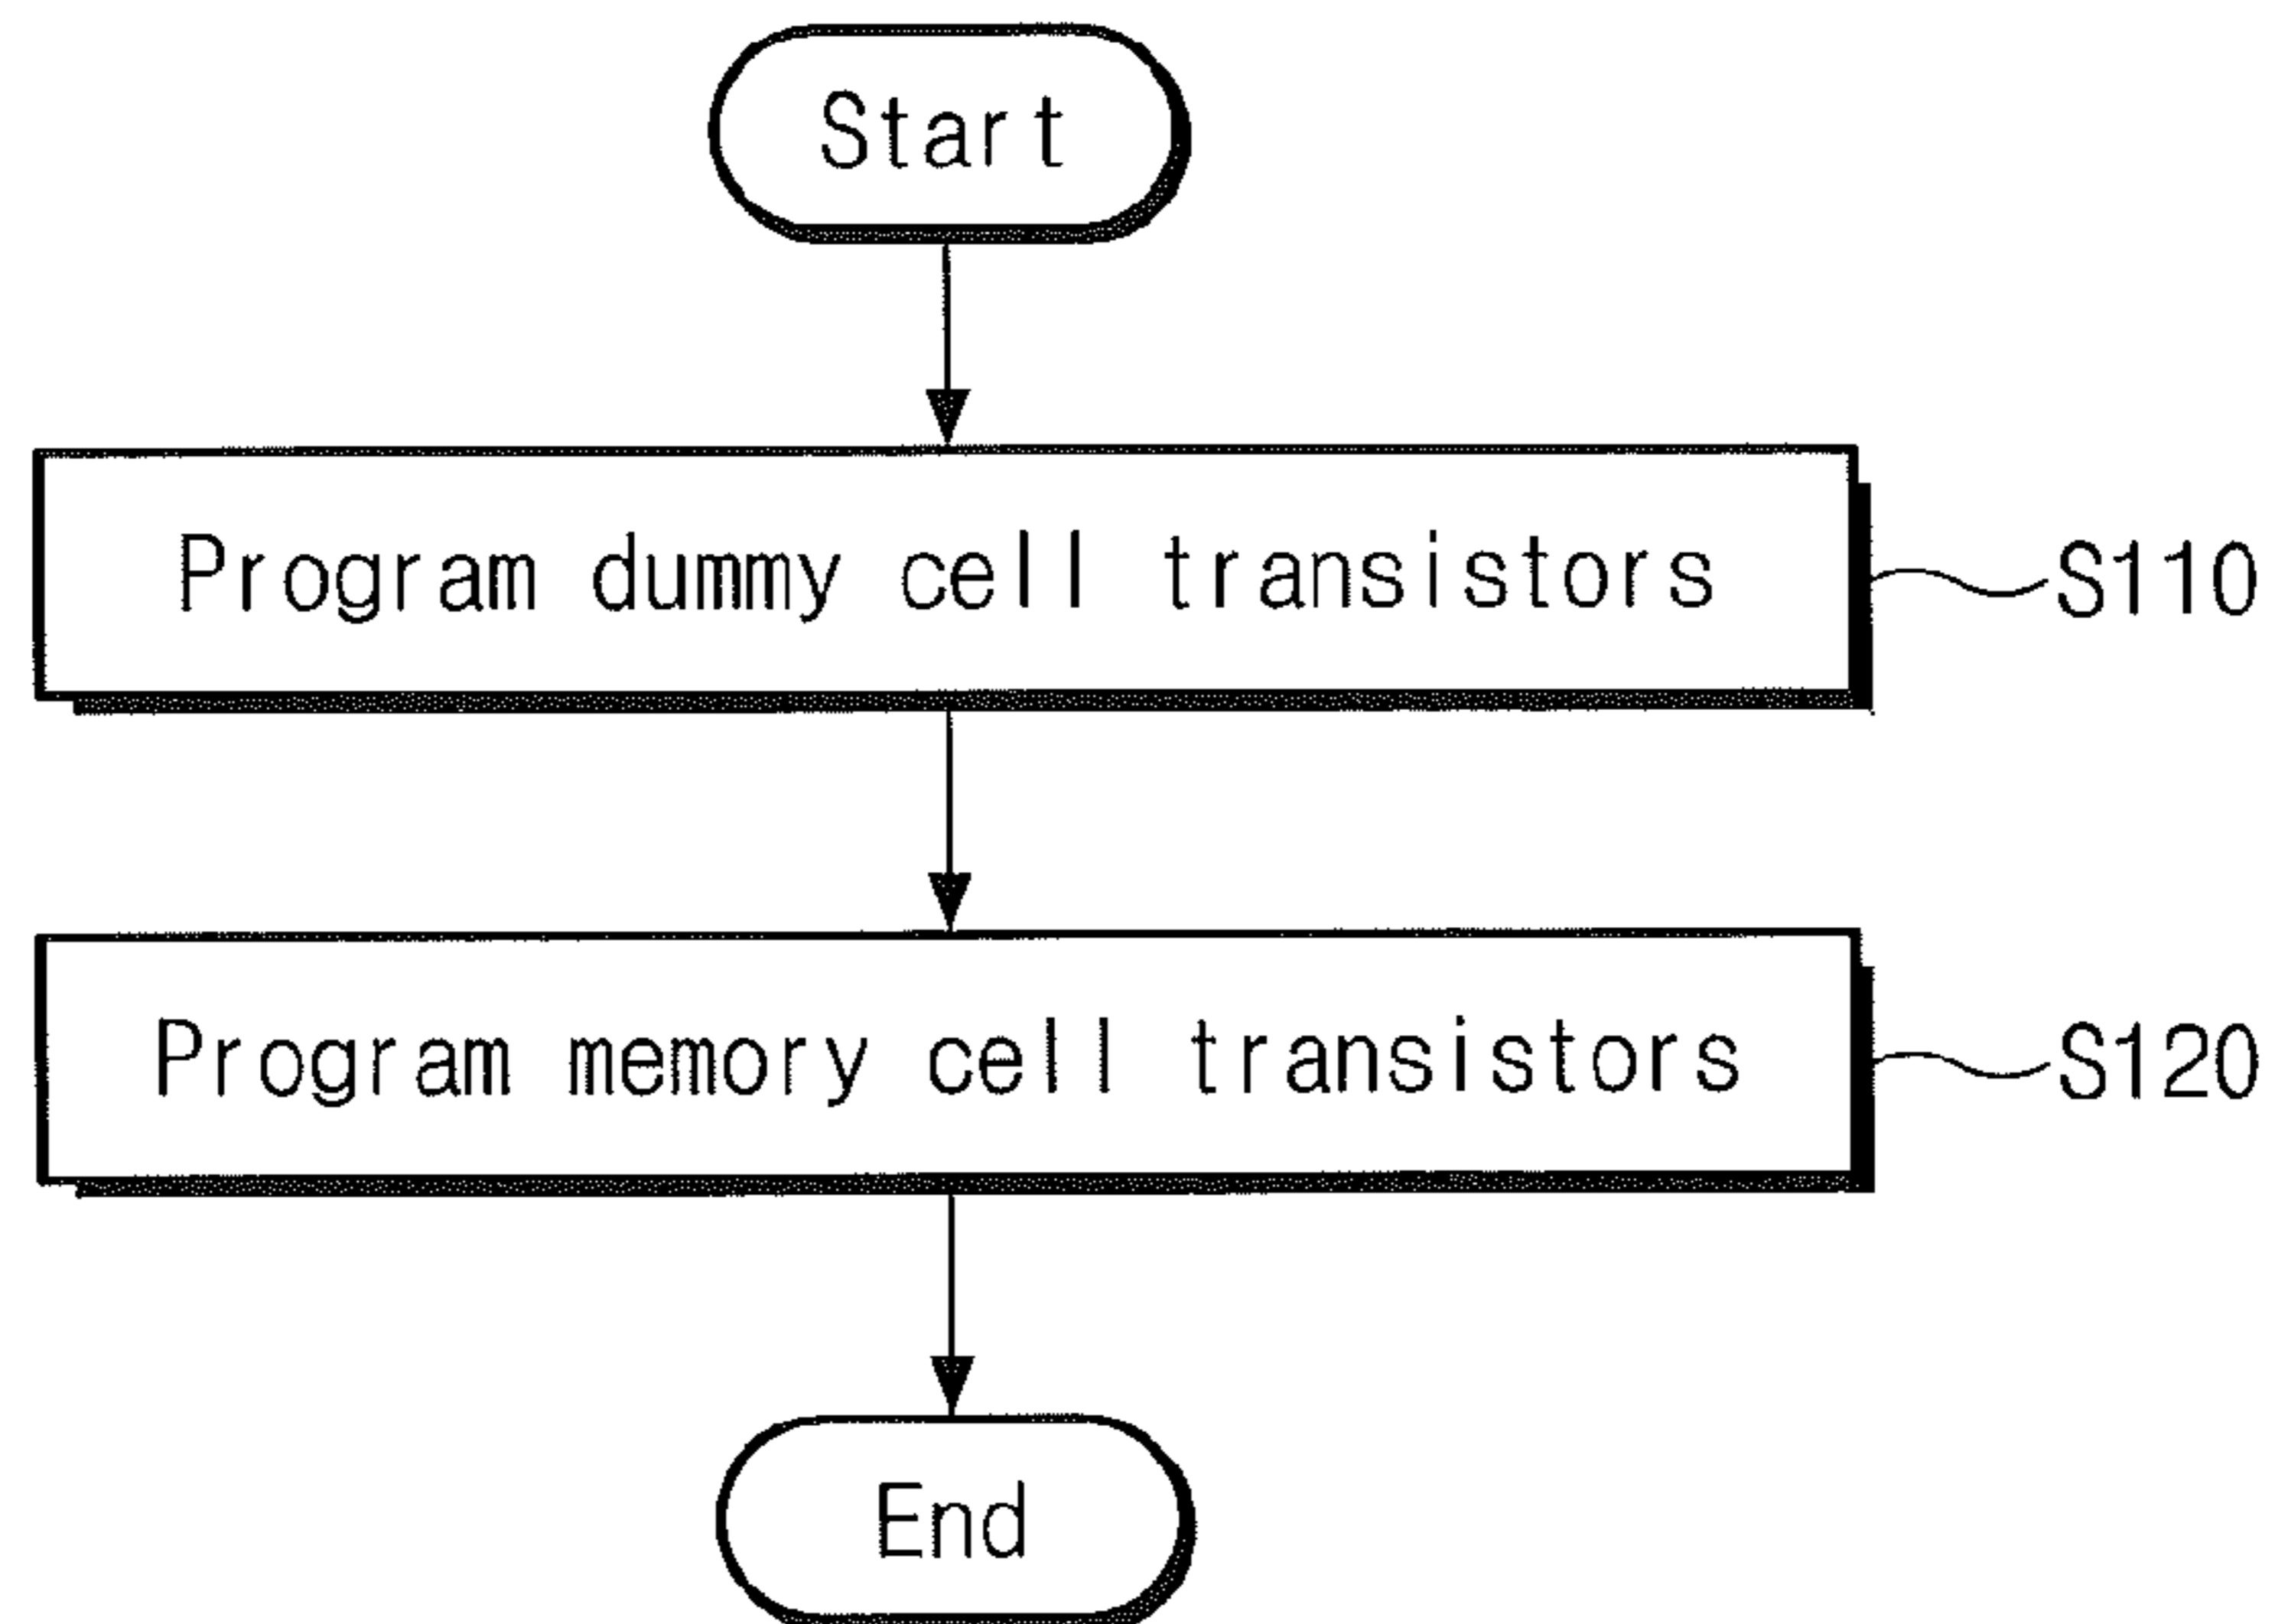 Start
Program dummy cell transistors
S110
Program memory cell transistors
S120
End